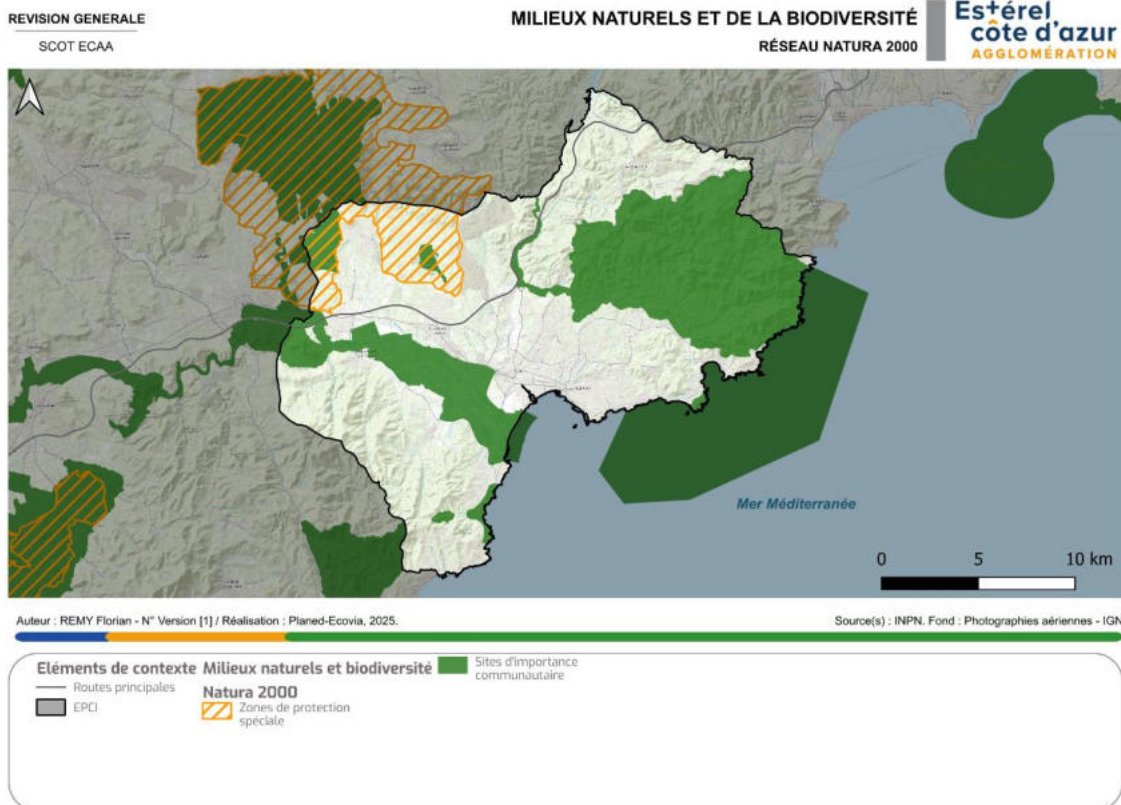 REVISION GENERALE
SCOT ECAA
MILIEUX NATURELS ET DE LA BIODIVERSITÉ
RÉSEAU NATURA 2000
Estérel
côte d'azur
AGGLOMÉRATION
Mer Méditerranée
0 5 10 km
Auteur : REMY Florian - N° Version [1] / Réalisation : Planed-Ecovia, 2025.
Source(s) : INPN. Fond : Photographies aériennes - IGN
Eléments de contexte
Routes principales
EPCI
Milieux naturels et biodiversité
Natura 2000
Zones de protection
spéciale
Sites d'importance
communautaire